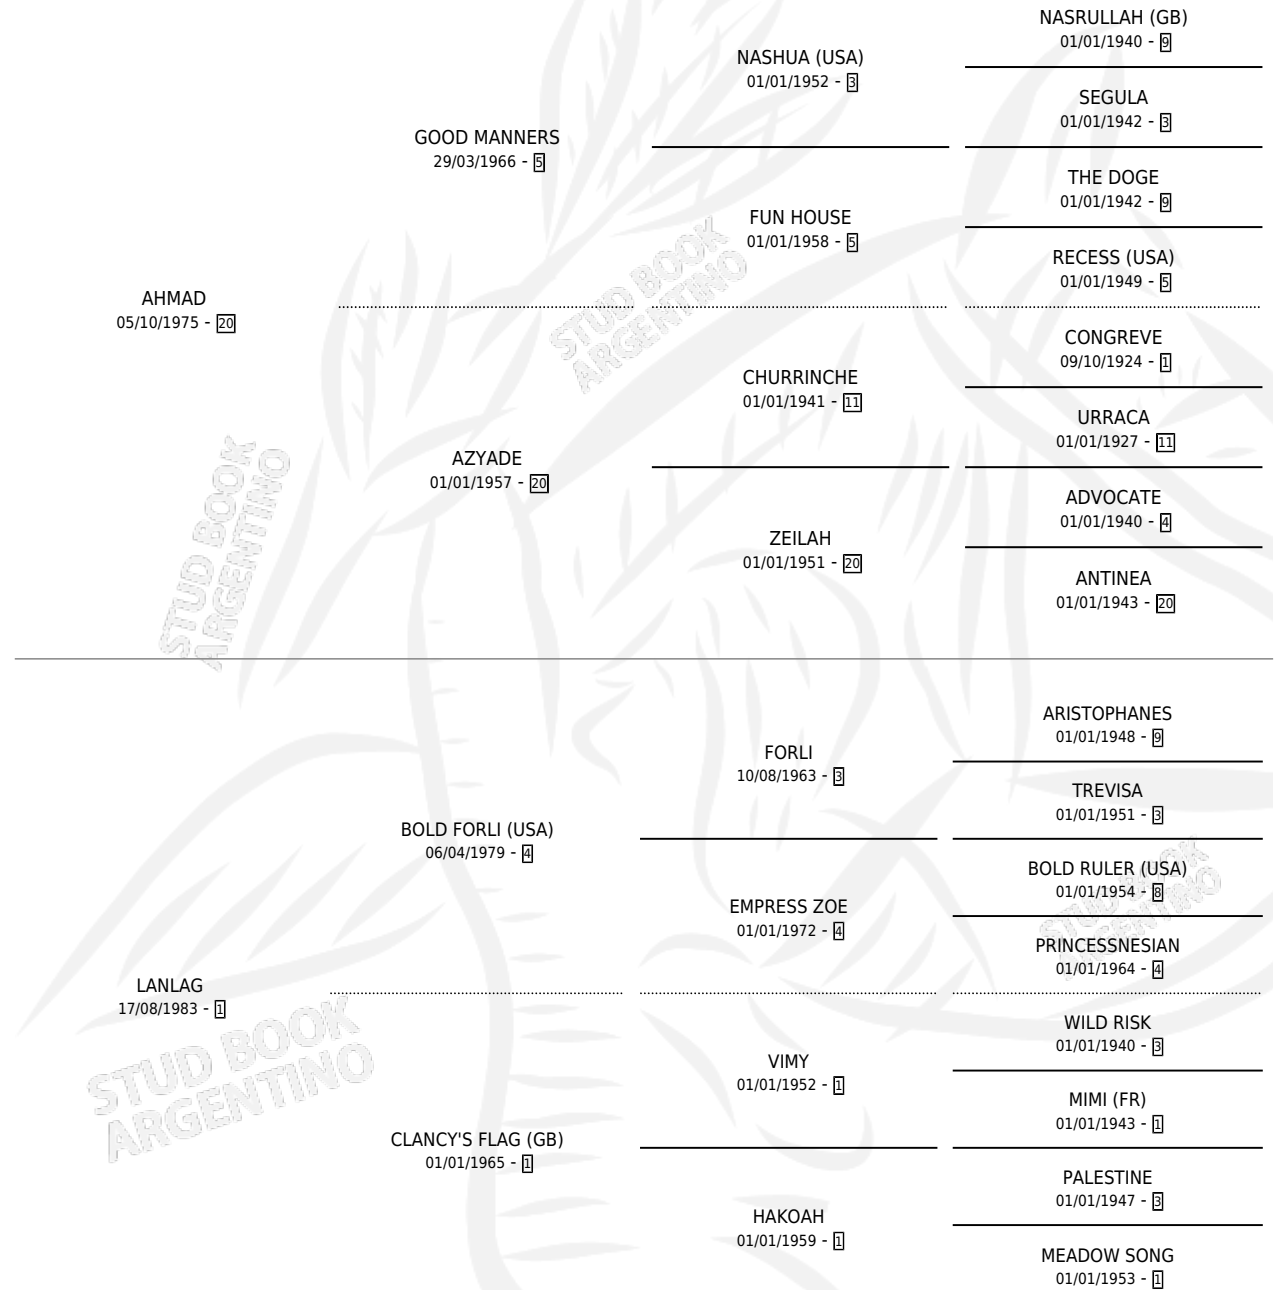 NASRULLAH (GB)
01/01/1940 - 9
NASHUA (USA)
01/01/1952 - 3
SEGULA
01/01/1942 - 3
GOOD MANNERS
29/03/1966 - 5
THE DOGE
01/01/1942 - 9
FUN HOUSE
01/01/1958 - 5
RECESS (USA)
01/01/1949 - 5
AHMAD
05/10/1975 - 20
CONGREVE
09/10/1924 - 1
CHURRINCHE
01/01/1941 - 11
URRACA
01/01/1927 - 11
AZYADE
01/01/1957 - 20
ADVOCATE
01/01/1940 - 4
ZEILAH
01/01/1951 - 20
ANTINEA
01/01/1943 - 20
STUD BOOK
ARGENTINO
STUD BOOK
ARGENTINO
ARISTOPHANES
01/01/1948 - 9
FORLI
10/08/1963 - 3
TREVISA
01/01/1951 - 3
BOLD FORLI (USA)
06/04/1979 - 4
BOLD RULER (USA)
01/01/1954 - 8
EMPRESS ZOE
01/01/1972 - 4
PRINCESSNESIAN
01/01/1964 - 4
LANLAG
17/08/1983 - 1
WILD RISK
01/01/1940 - 3
VIMY
01/01/1952 - 1
MIMI (FR)
01/01/1943 - 1
CLANCY'S FLAG (GB)
01/01/1965 - 1
PALESTINE
01/01/1947 - 3
HAKOAH
01/01/1959 - 1
MEADOW SONG
01/01/1953 - 1
STUD BOOK
ARGENTINO
STUD BOOK
ARGENTINO